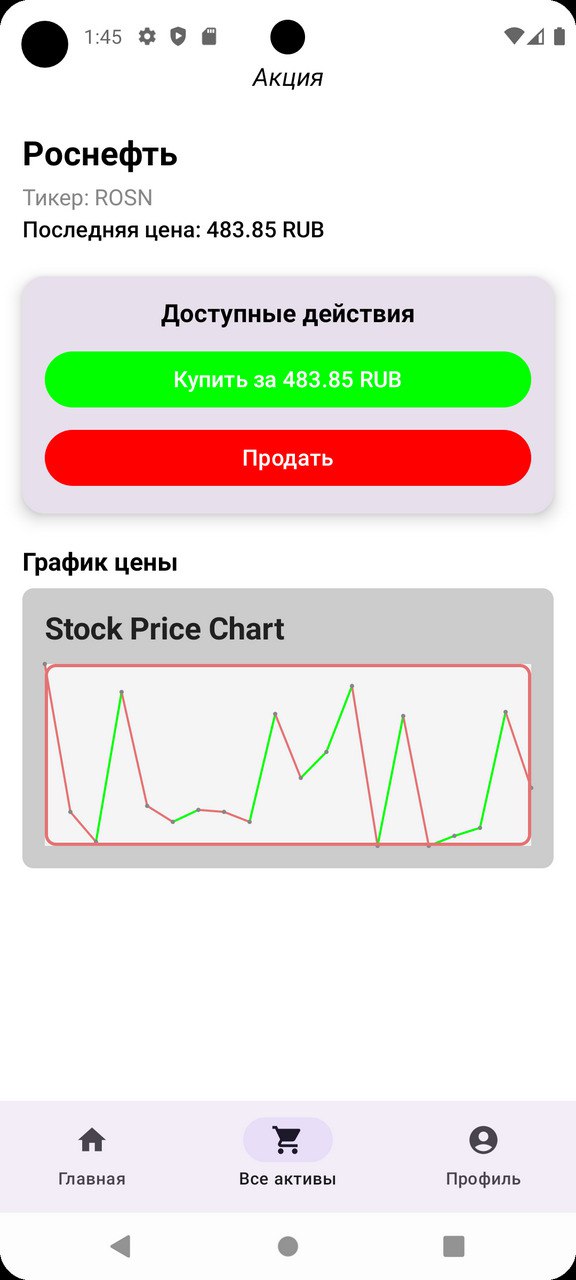 1:45
Акция
Роснефть
Тикер: ROSN
Последняя цена: 483.85 RUB
Доступные действия
Купить за 483.85 RUB
Продать
График цены
Stock Price Chart
Главная
Все активы
Профиль